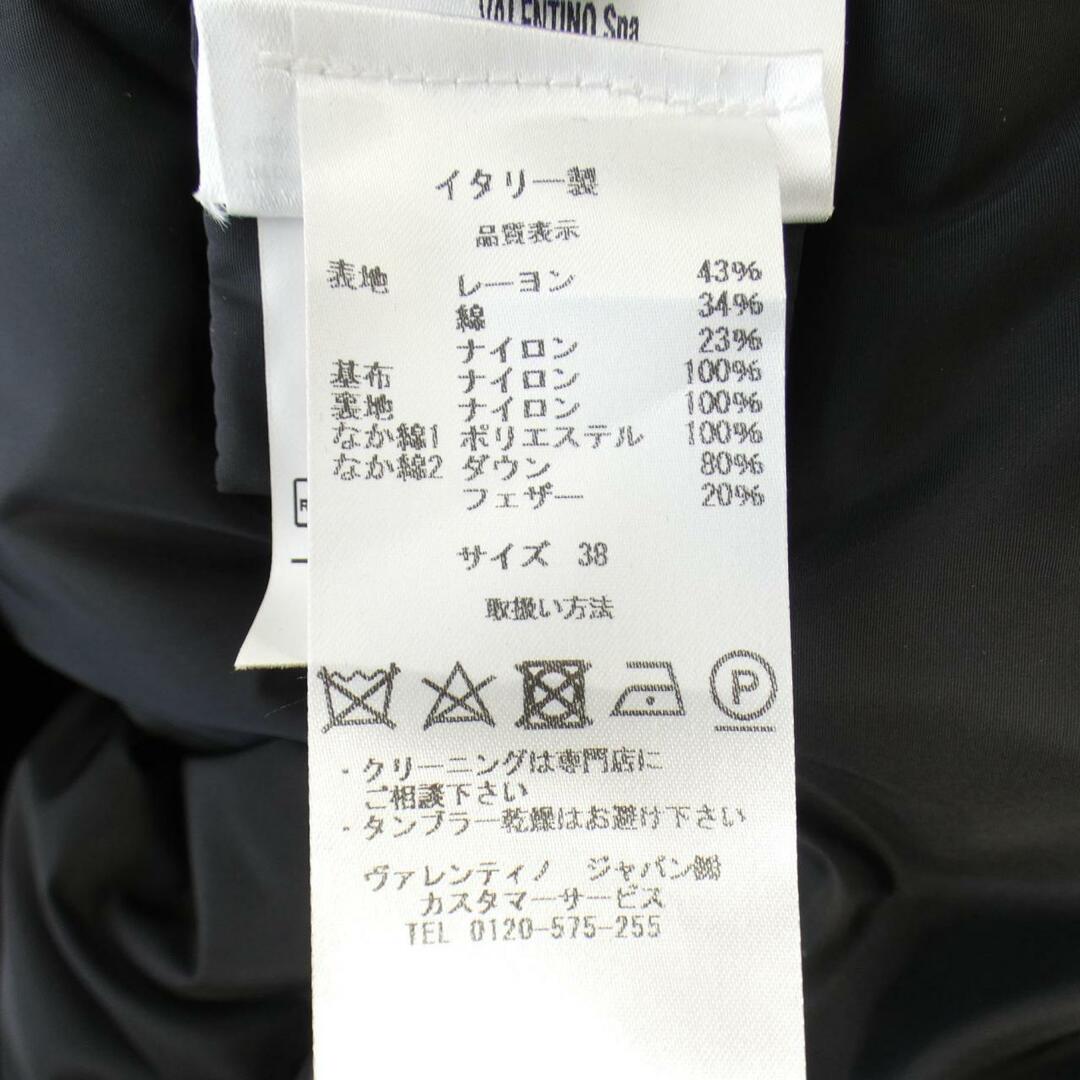 VALENTINO Spa
イタリー製
品質表示
表地 レーヨン 43%
綿 34%
ナイロン 23%
基布 ナイロン 100%
裏地 ナイロン 100%
なか綿1 ポリエステル 100%
なか綿2 ダウン 80%
フェザー 20%
サイズ 38
取扱い方法
P
・クリーニングは専門店に
ご相談下さい
・タンブラー乾燥はお避け下さい
ヴァレンティノ ジャパン㈱
カスタマーサービス
TEL 0120-575-255